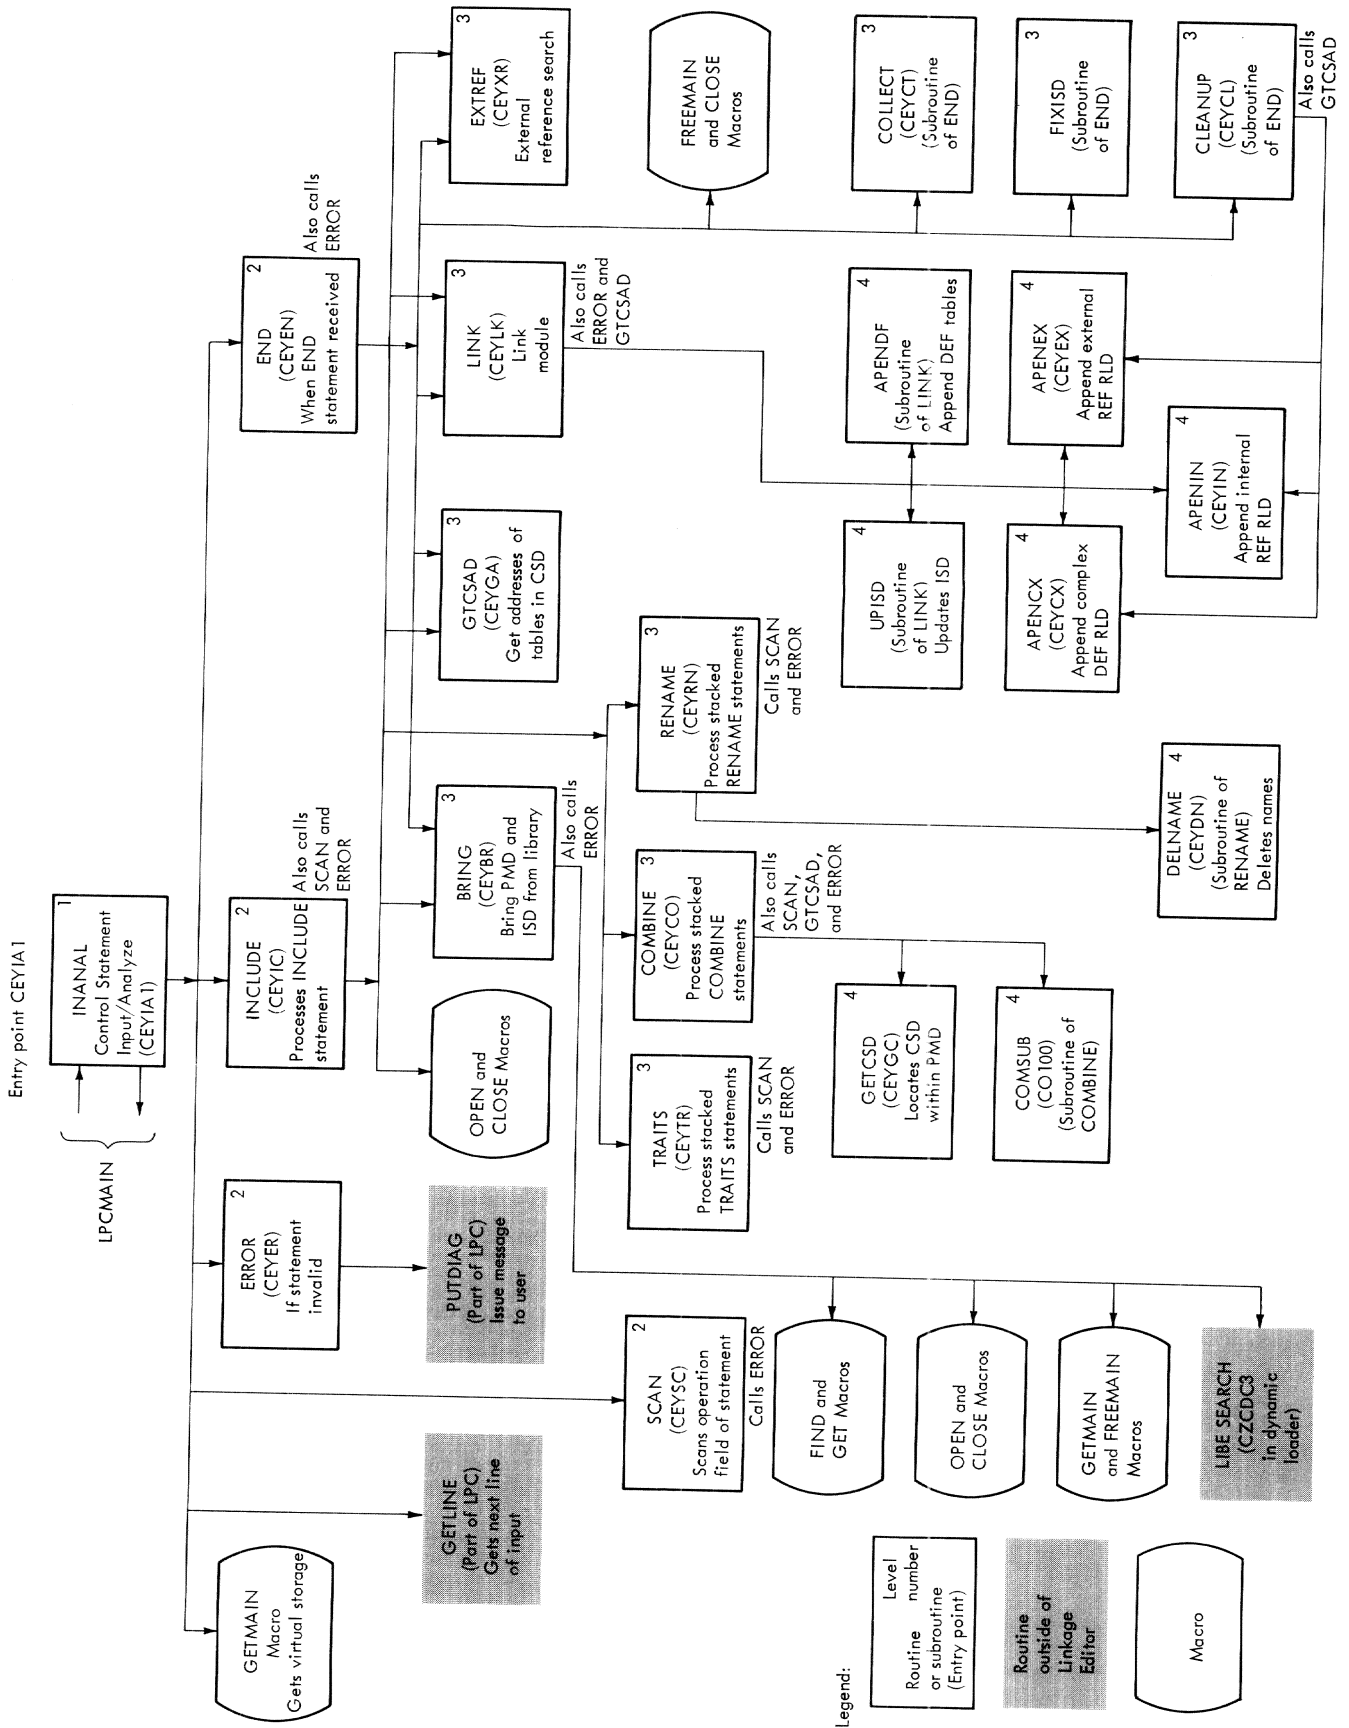 Entry point CEYIA1
LPCMAIN
1
INANAL
Control Statement
Input/Analyze
(CEYIA1)
GETMAIN
Macro
Gets virtual storage
2
ERROR
(CEYER)
If statement
invalid
2
INCLUDE
(CEYIC)
Processes INCLUDE
statement
Also calls
SCAN and
ERROR
2
END
(CEYEN)
When END
statement received
Also calls
ERROR
GETLINE
(Part of LPC)
Gets next line
of input
PUTDIAG
(Part of LPC)
Issue message
to user
OPEN and
CLOSE Macros
3
BRING
(CEYBR)
Bring PMD and
ISD from library
Also calls
ERROR
3
GTCSAD
(CEYGA)
Get addresses of
tables in CSD
3
LINK
(CEYLK)
Link
module
Also calls
ERROR and
GTCSAD
3
EXTREF
(CEYXR)
External
reference search
2
SCAN
(CEYSC)
Scans operation
field of statement
Calls ERROR
3
TRAITS
(CEYTR)
Process stacked
TRAITS statements
Calls SCAN
and ERROR
3
COMBINE
(CEYCO)
Process stacked
COMBINE
statements
Also calls
SCAN,
GTCSAD,
and ERROR
3
RENAME
(CEYRN)
Process stacked
RENAME statements
Calls SCAN
and ERROR
FREEMAIN
and CLOSE
Macros
FIND and
GET Macros
4
GETCSD
(CEYGC)
Locates CSD
within PMD
4
UPISD
(Subroutine
of LINK)
Updates ISD
4
APENDF
(Subroutine
of LINK)
Append DEF tables
3
COLLECT
(CEYCT)
(Subroutine
of END)
OPEN and
CLOSE Macros
4
COMSUB
(CO100)
(Subroutine of
COMBINE)
4
APENCX
(CEYCX)
Append complex
DEF RLD
4
APENEX
(CEYEX)
Append external
REF RLD
3
FIXISD
(Subroutine
of END)
GETMAIN
and FREEMAIN
Macros
LIBE SEARCH
(CZCDC3
in dynamic
loader)
4
DELNAME
(CEYDN)
(Subroutine of
RENAME)
Deletes names
4
APENIN
(CEYIN)
Append internal
REF RLD
3
CLEANUP
(CEYCL)
(Subroutine
of END)
Also calls
GTCSAD
Legend:
Level
Routine number
or subroutine
(Entry point)
Routine
outside of
Linkage
Editor
Macro